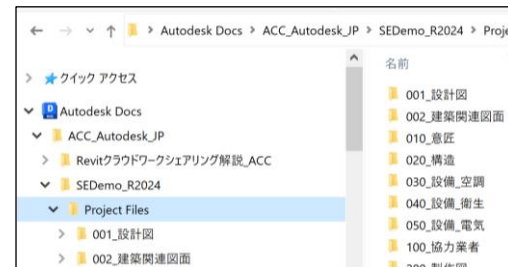 Autodesk Docs > ACC_Autodesk_JP > SEDemo_R2024 > Proje
クイック アクセス
Autodesk Docs
ACC_Autodesk_JP
Revitクラウドワークシェアリング解説_ACC
SEDemo_R2024
Project Files
001_設計図
002_建築関連図面
名前
001_設計図
002_建築関連図面
010_意匠
020_構造
030_設備_空調
040_設備_衛生
050_設備_電気
100_協力業者